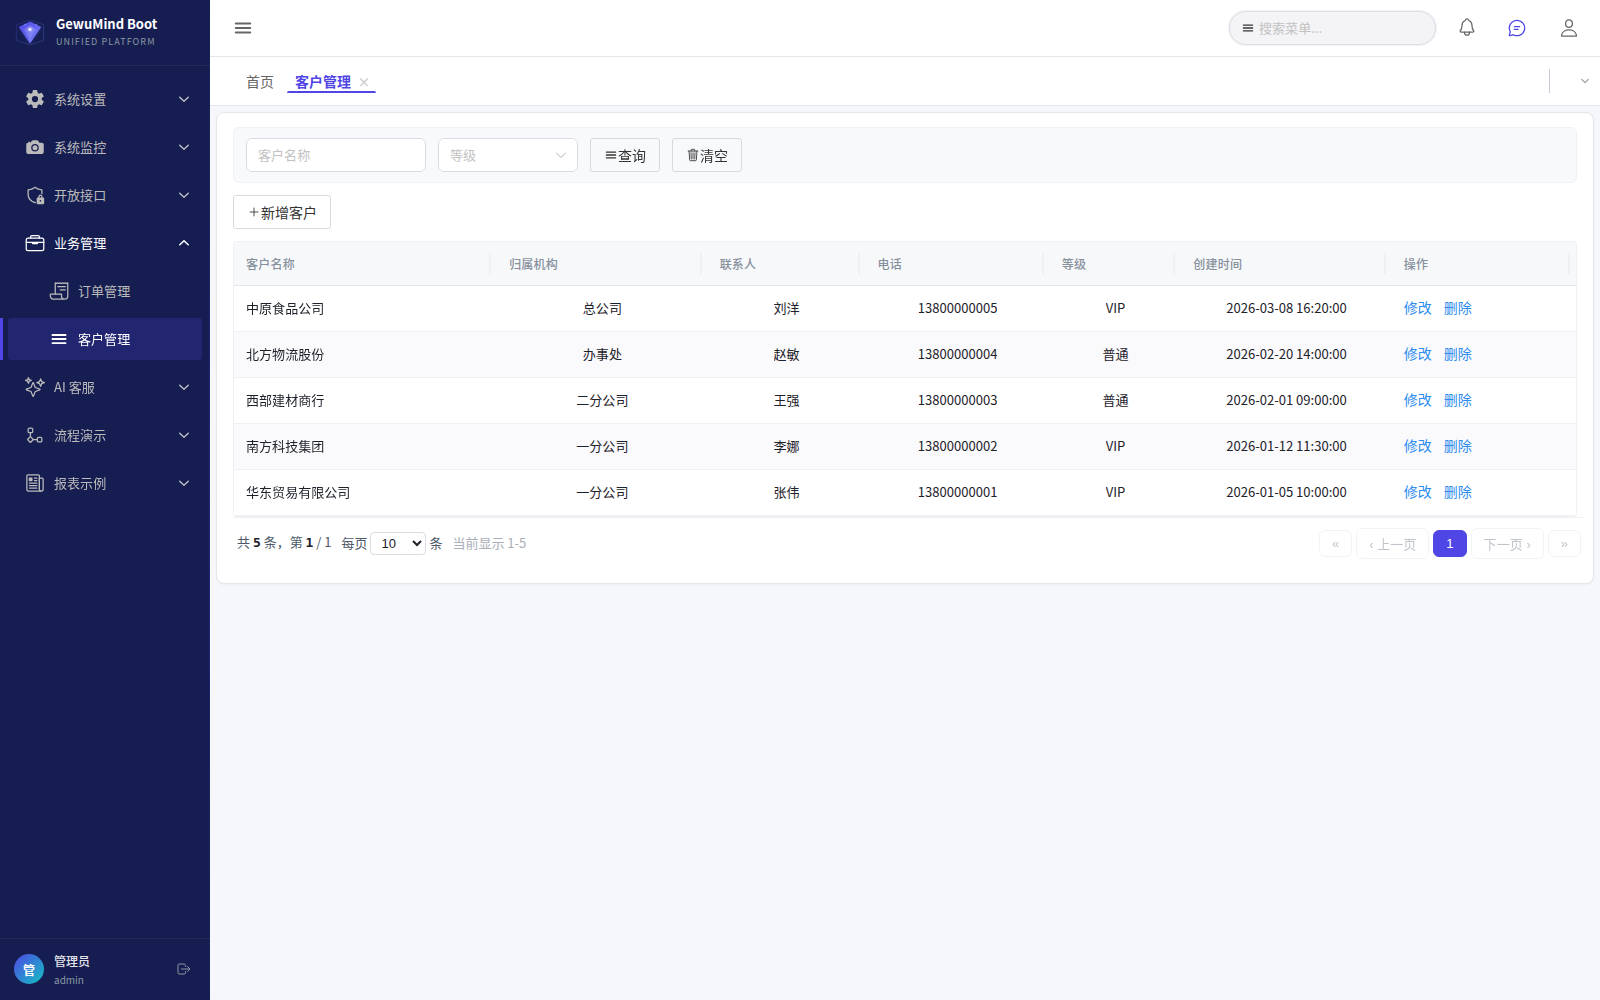 GewuMind Boot
UNIFIED PLATFORM
系统设置
系统监控
开放接口
业务管理
订单管理
客户管理
AI 客服
流程演示
报表示例
管
管理员
admin
搜索菜单...
首页 客户管理
客户名称 等级 查询 清空
新增客户
客户名称 归属机构 联系人 电话 等级 创建时间 操作
中原食品公司 总公司 刘洋 13800000005 VIP 2026-03-08 16:20:00 修改 删除
北方物流股份 办事处 赵敏 13800000004 普通 2026-02-20 14:00:00 修改 删除
西部建材商行 二分公司 王强 13800000003 普通 2026-02-01 09:00:00 修改 删除
南方科技集团 一分公司 李娜 13800000002 VIP 2026-01-12 11:30:00 修改 删除
华东贸易有限公司 一分公司 张伟 13800000001 VIP 2026-01-05 10:00:00 修改 删除
共 5 条，第 1 / 1 每页 10 条 当前显示 1-5 « ‹ 上一页 1 下一页 › »